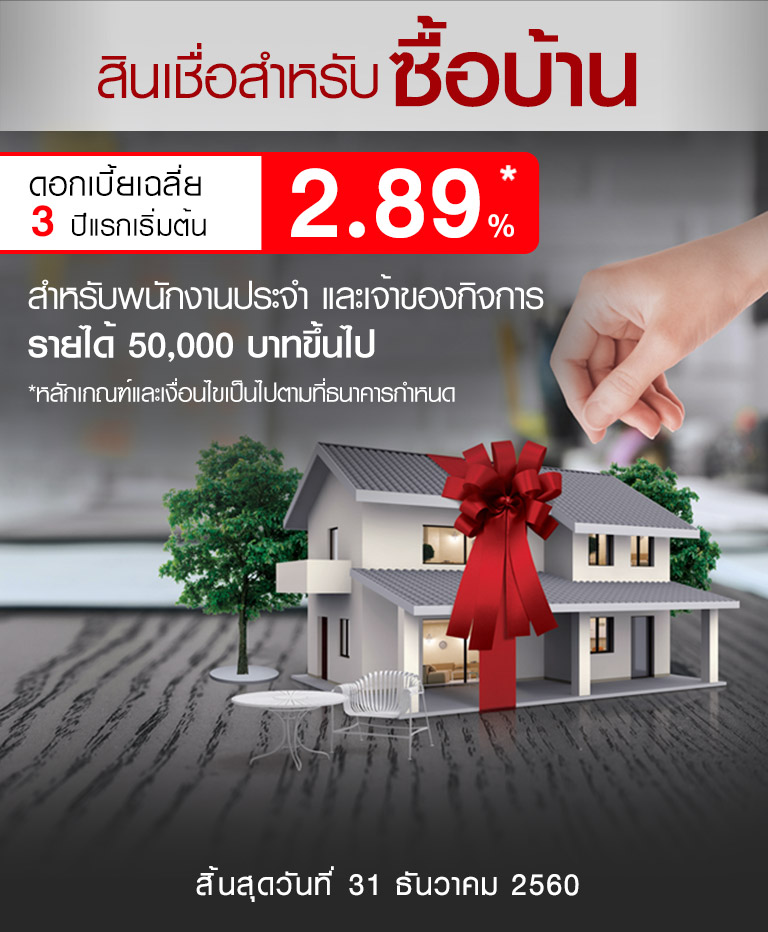 สินเชื่อสำหรับ ซื้อบ้าน
ดอกเบี้ยเฉลี่ย
3 ปีแรกเริ่มต้น
2.89*%
สำหรับพนักงานประจำ และเจ้าของกิจการ
รายได้ 50,000 บาทขึ้นไป
*หลักเกณฑ์และเงื่อนไขเป็นไปตามที่ธนาคารกำหนด
สิ้นสุดวันที่ 31 ธันวาคม 2560